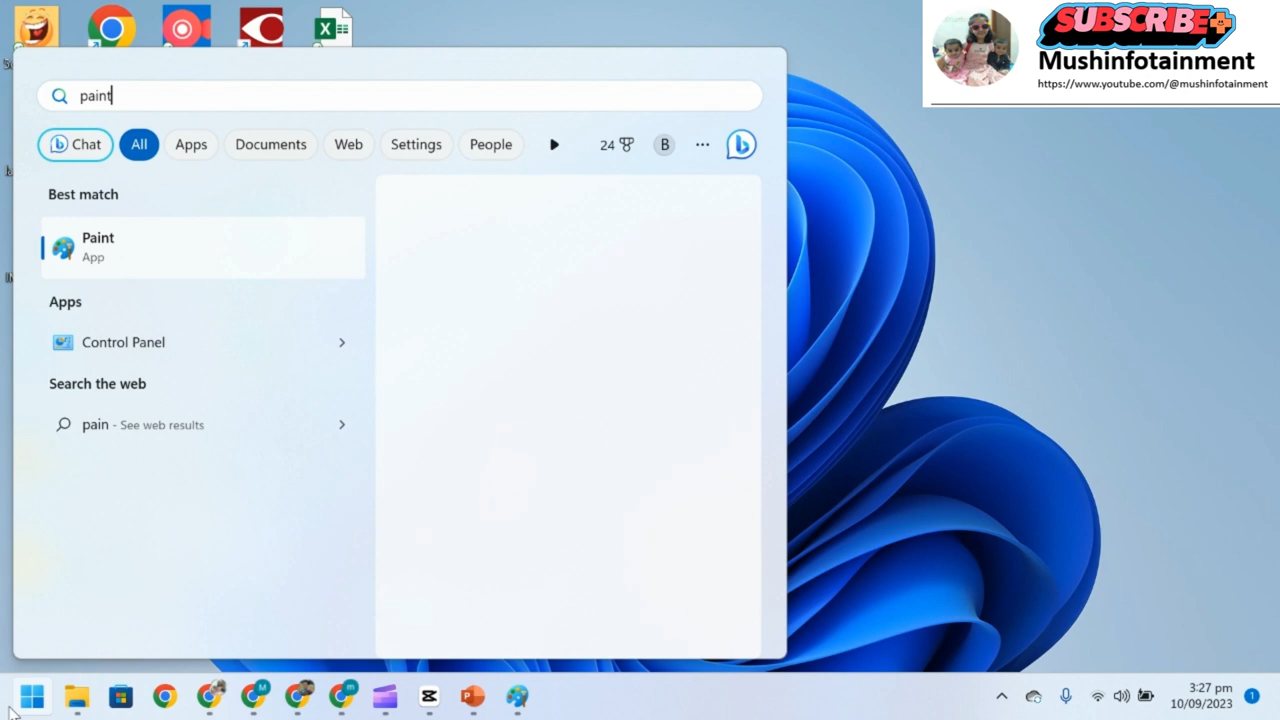 SUBSCRIBE+
Mushinfotainment
https://www.youtube.com/@mushinfotainment
paint
Chat All Apps Documents Web Settings People 24 B ...
Best match
Paint
App
Apps
Control Panel
Search the web
pain - See web results
3:27 pm
10/09/2023
1